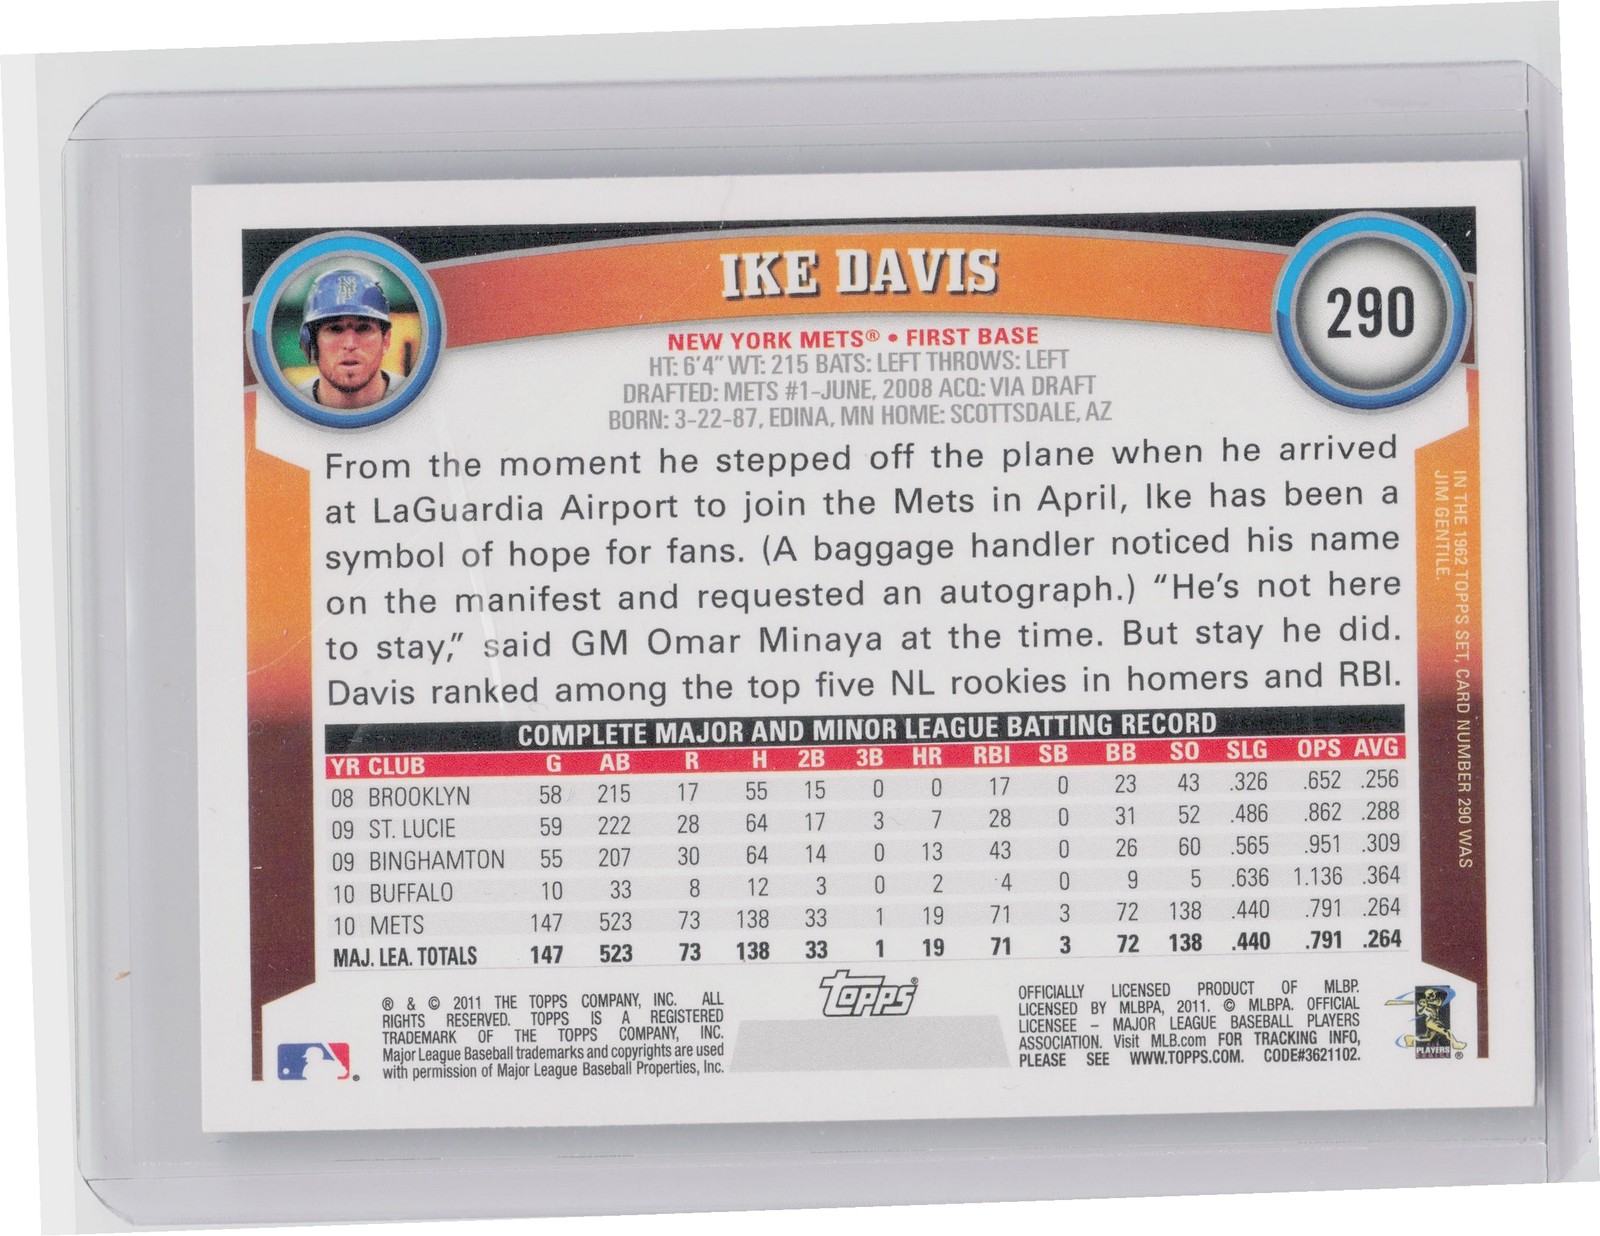 IKE DAVIS
290
NEW YORK METS® • FIRST BASE
HT: 6'4" WT: 215 BATS: LEFT THROWS: LEFT
DRAFTED: METS #1-JUNE, 2008 ACQ: VIA DRAFT
BORN: 3-22-87, EDINA, MN HOME: SCOTTSDALE, AZ
From the moment he stepped off the plane when he arrived
at LaGuardia Airport to join the Mets in April, Ike has been a
symbol of hope for fans. (A baggage handler noticed his name
on the manifest and requested an autograph.) “He’s not here
to stay,” said GM Omar Minaya at the time. But stay he did.
Davis ranked among the top five NL rookies in homers and RBI.
IN THE 1962 TOPPS SET, CARD NUMBER 290 WAS
JIM GENTILE.
COMPLETE MAJOR AND MINOR LEAGUE BATTING RECORD
YR CLUB G AB R H 2B 3B HR RBI SB BB SO SLG OPS AVG
08 BROOKLYN 58 215 17 55 15 0 0 17 0 23 43 .326 .652 .256
09 ST. LUCIE 59 222 28 64 17 3 7 28 0 31 52 .486 .862 .288
09 BINGHAMTON 55 207 30 64 14 0 13 43 0 26 60 .565 .951 .309
10 BUFFALO 10 33 8 12 3 0 2 4 0 9 5 .636 1.136 .364
10 METS 147 523 73 138 33 1 19 71 3 72 138 .440 .791 .264
MAJ. LEA. TOTALS 147 523 73 138 33 1 19 71 3 72 138 .440 .791 .264
® & © 2011 THE TOPPS COMPANY, INC. ALL
RIGHTS RESERVED. TOPPS IS A REGISTERED
TRADEMARK OF THE TOPPS COMPANY, INC.
Major League Baseball trademarks and copyrights are used
with permission of Major League Baseball Properties, Inc.
topps®
OFFICIALLY LICENSED PRODUCT OF MLBP.
LICENSED BY MLBPA, 2011. © MLBPA. OFFICIAL
LICENSEE – MAJOR LEAGUE BASEBALL PLAYERS
ASSOCIATION. Visit MLB.com FOR TRACKING INFO,
PLEASE SEE WWW.TOPPS.COM. CODE#3621102.
PLAYERS